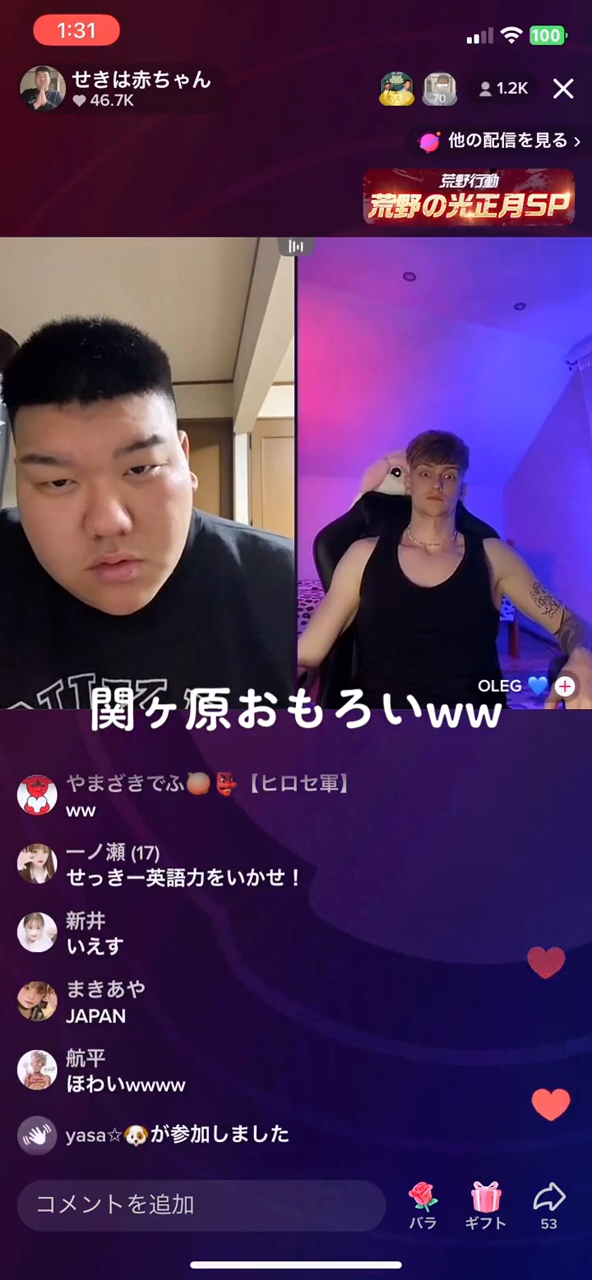 1:31
100
せきは赤ちゃん
46.7K
73
70
1.2K
他の配信を見る
荒野行動
荒野の光正月SP
OLEG 💙
関ヶ原おもろいww
やまざきでふ【ヒロセ軍】
ww
一ノ瀬 (17)
せっきー英語力をいかせ！
新井
いえす
まきあや
JAPAN
航平
ほわいwwww
yasa☆🐶が参加しました
コメントを追加
バラ
ギフト
53